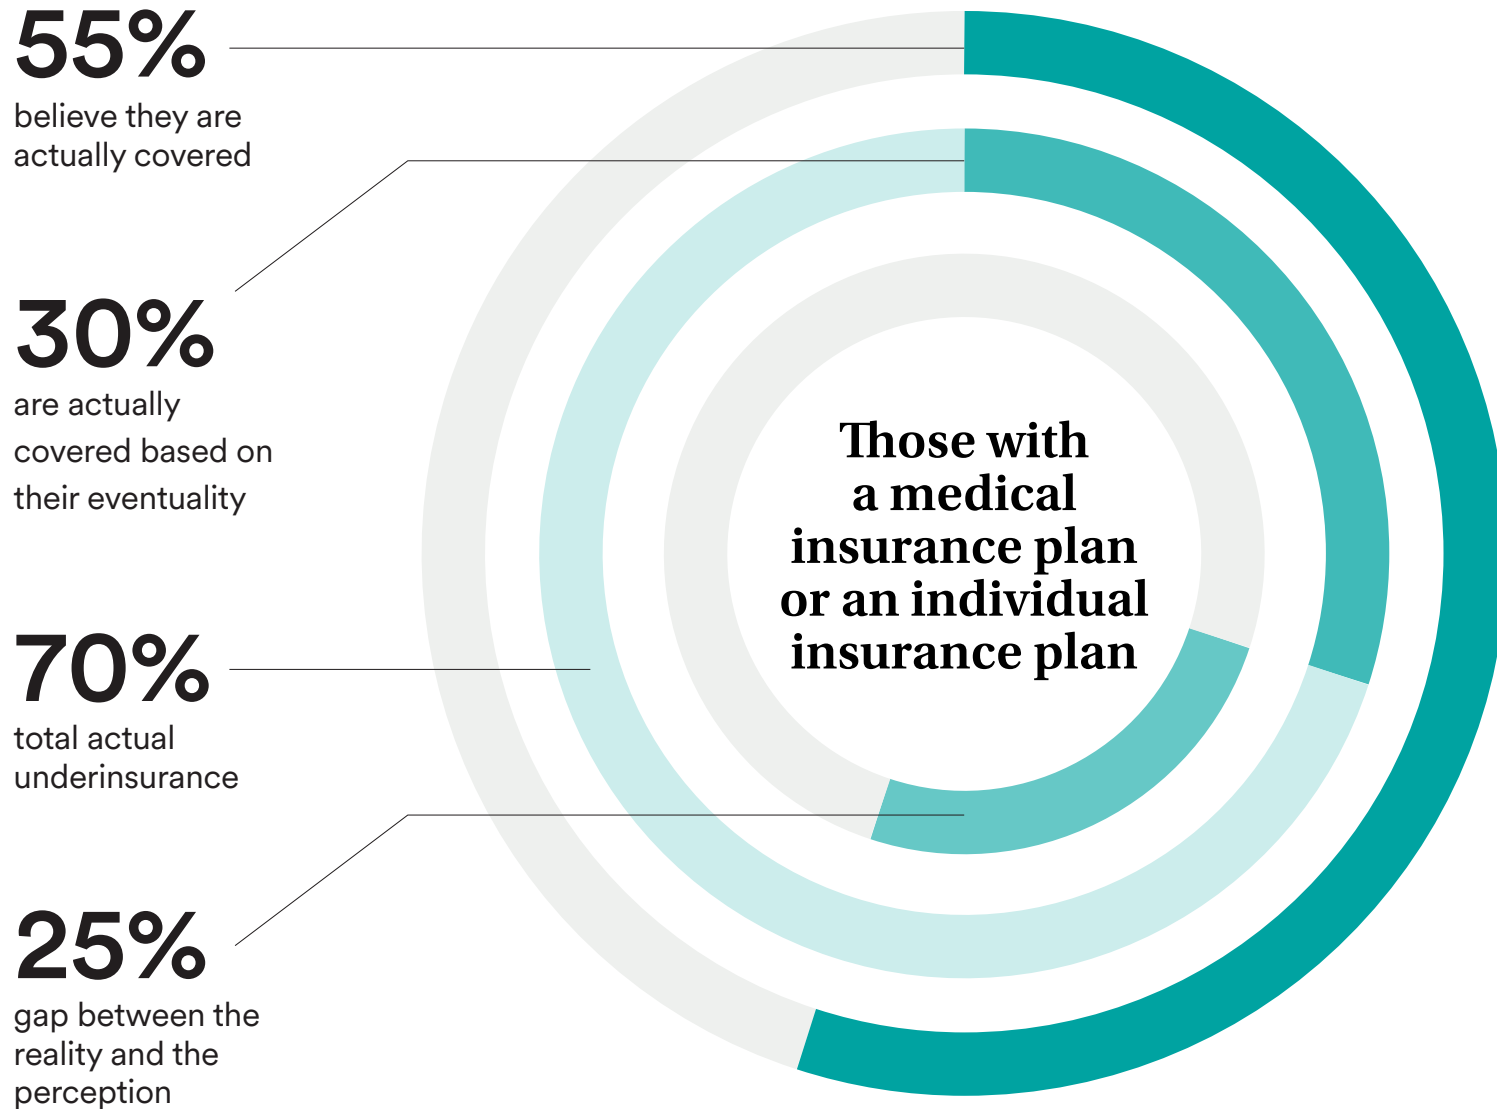 55%
believe they are
actually covered
30%
are actually
covered based on
their eventuality
70%
total actual
underinsurance
25%
gap between the
reality and the
perception
Those with
a medical
insurance plan
or an individual
insurance plan